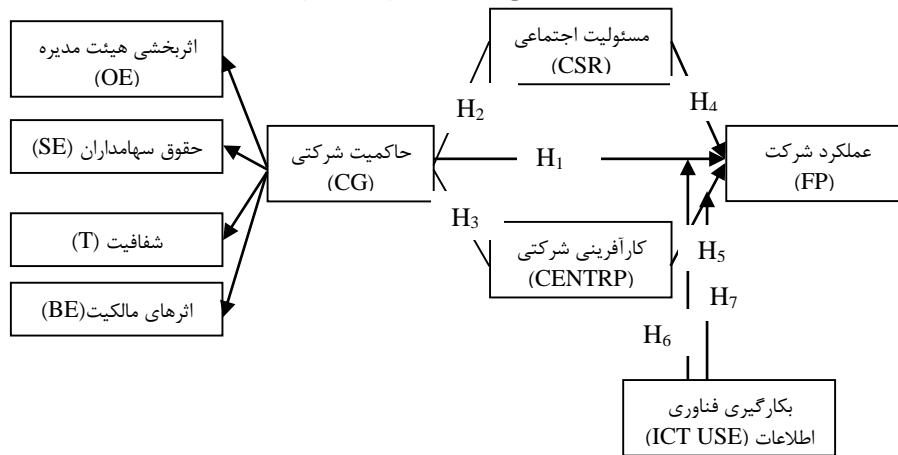 اثربخشی هیئت مدیره
(OE)
حقوق سهامداران (SE)
شفافیت (T)
اثرهای مالکیت(BE)
حاکمیت شرکتی
(CG)
مسئولیت اجتماعی
(CSR)
کارآفرینی شرکتی
(CENTRP)
عملکرد شرکت
(FP)
بکارگیری فناوری
اطلاعات (ICT USE)
H2
H4
H1
H3
H5
H7
H6